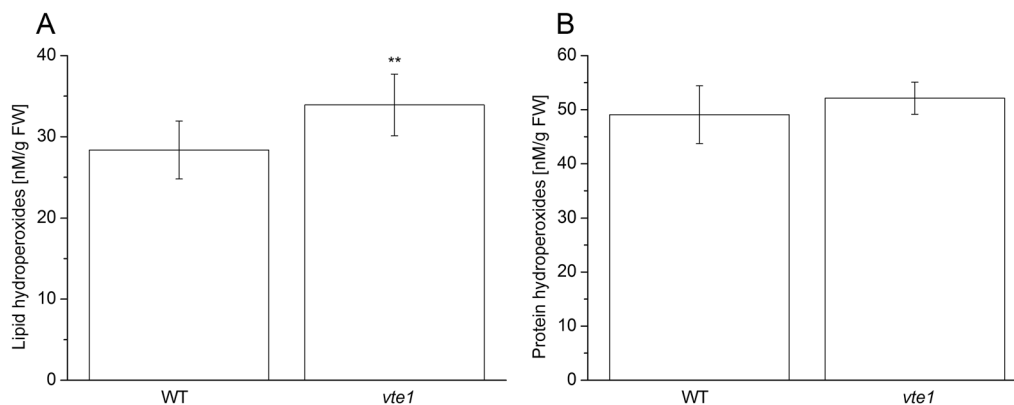 A
Lipid hydroperoxides [nM/g FW]
40
30
20
10
0
**
WT
vte1
B
Protein hydroperoxides [nM/g FW]
60
50
40
30
20
10
0
WT
vte1